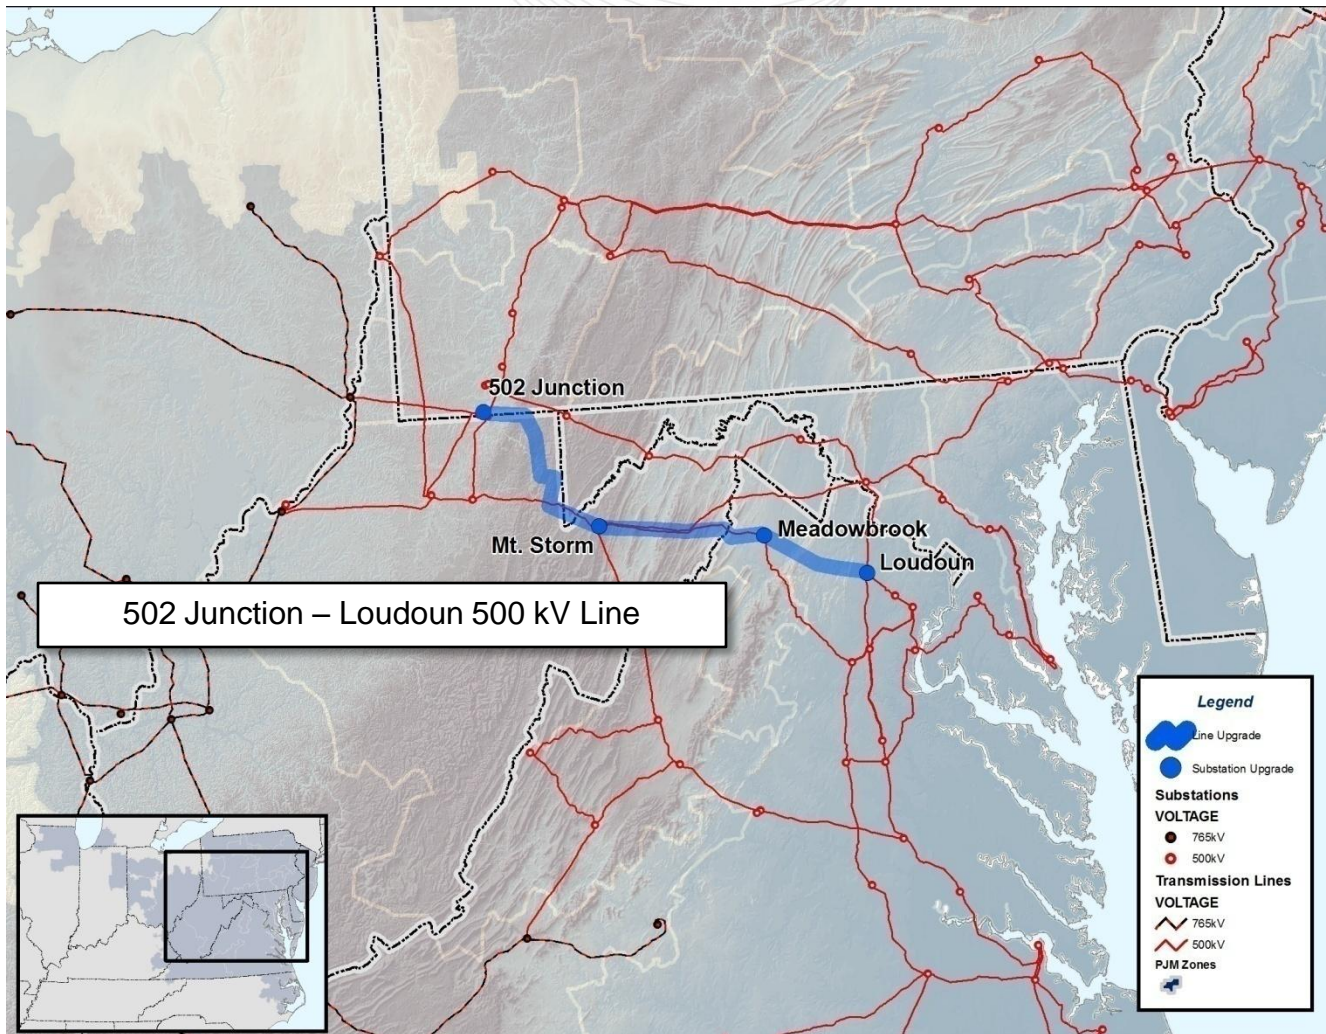 502 Junction
Mt. Storm
Meadowbrook
Loudoun
502 Junction – Loudoun 500 kV Line
Legend
Line Upgrade
Substation Upgrade
Substations
VOLTAGE
765kV
500kV
Transmission Lines
VOLTAGE
765kV
500kV
PJM Zones